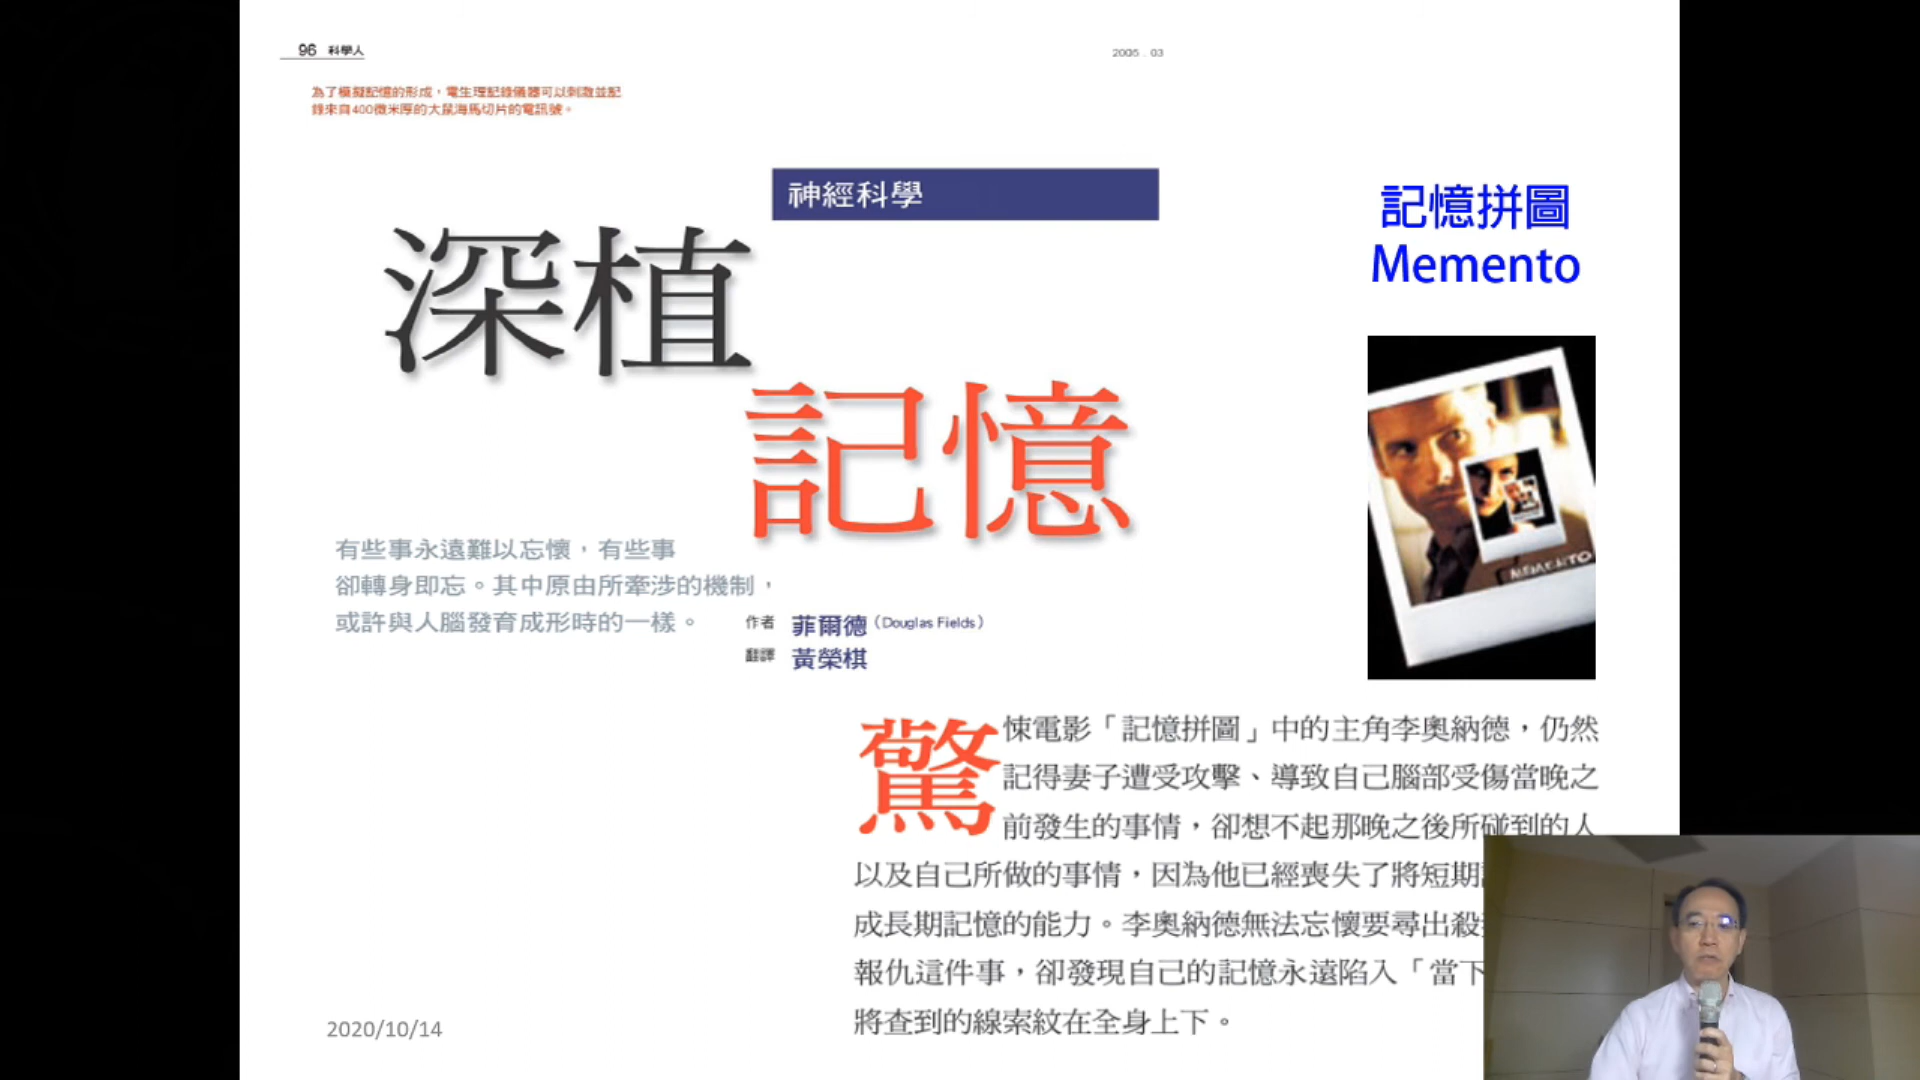 96 科學人
2005 . 03
為了模擬記憶的形成，電生理記錄儀器可以刺激並記
錄來自400微米厚的大鼠海馬切片的電訊號。
神經科學
深植
記憶
記憶拼圖
Memento
MEMENTO
有些事永遠難以忘懷，有些事
卻轉身即忘。其中原由所牽涉的機制，
或許與人腦發育成形時的一樣。
作者 菲爾德（Douglas Fields）
翻譯 黃榮棋
驚悚電影「記憶拼圖」中的主角李奧納德，仍然
記得妻子遭受攻擊、導致自己腦部受傷當晚之
前發生的事情，卻想不起那晚之後所碰到的人
以及自己所做的事情，因為他已經喪失了將短期
成長期記憶的能力。李奧納德無法忘懷要尋出殺
報仇這件事，卻發現自己的記憶永遠陷入「當下
將查到的線索紋在全身上下。
2020/10/14